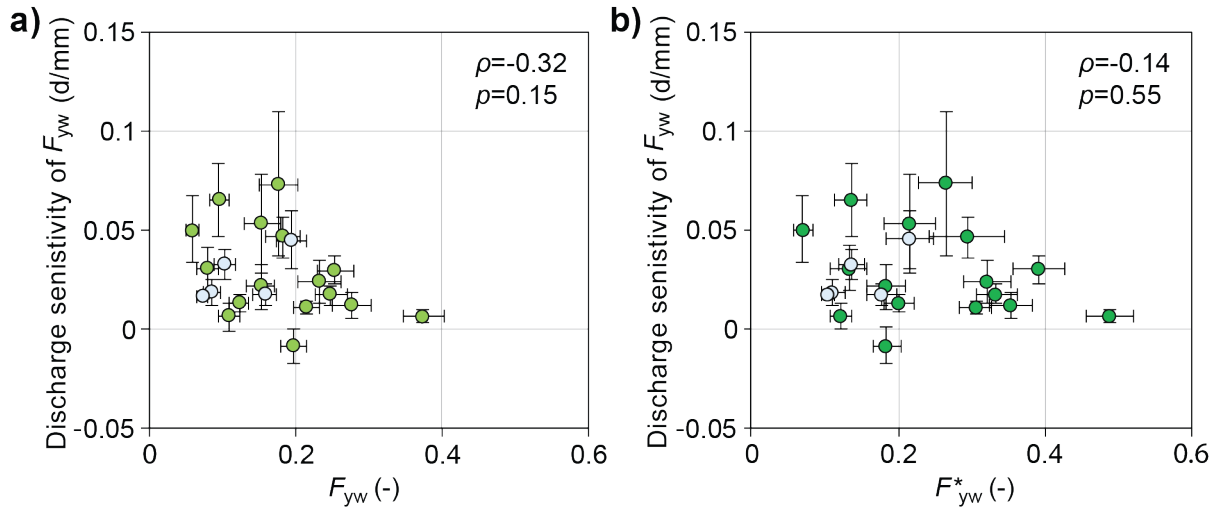 a)
Discharge senistivity of Fyw (d/mm)
0.15
0.1
0.05
0
-0.05
ρ=-0.32
p=0.15
0 0.2 0.4 0.6
Fyw (-)
b)
Discharge senistivity of Fyw (d/mm)
0.15
0.1
0.05
0
-0.05
ρ=-0.14
p=0.55
0 0.2 0.4 0.6
F*yw (-)